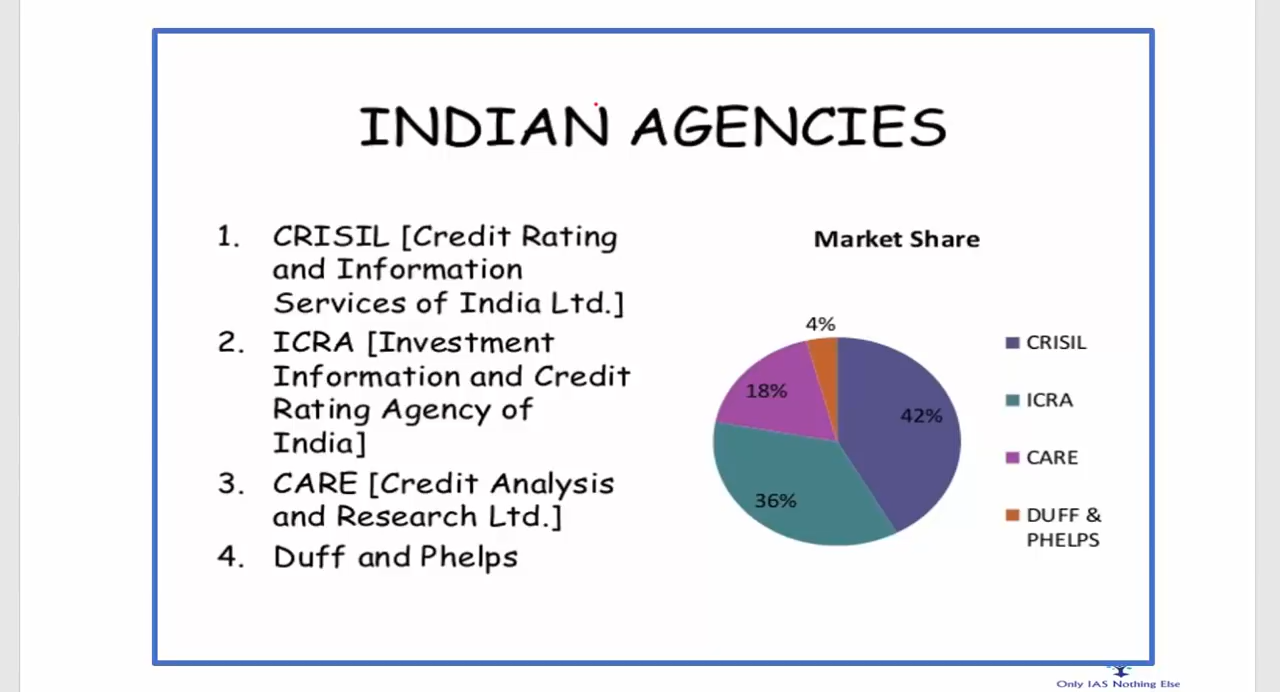 INDIAN AGENCIES
1. CRISIL [Credit Rating
and Information
Services of India Ltd.]
2. ICRA [Investment
Information and Credit
Rating Agency of
India]
3. CARE [Credit Analysis
and Research Ltd.]
4. Duff and Phelps
Market Share
4%
18%
42%
36%
CRISIL
ICRA
CARE
DUFF &
PHELPS
Only IAS Nothing Else